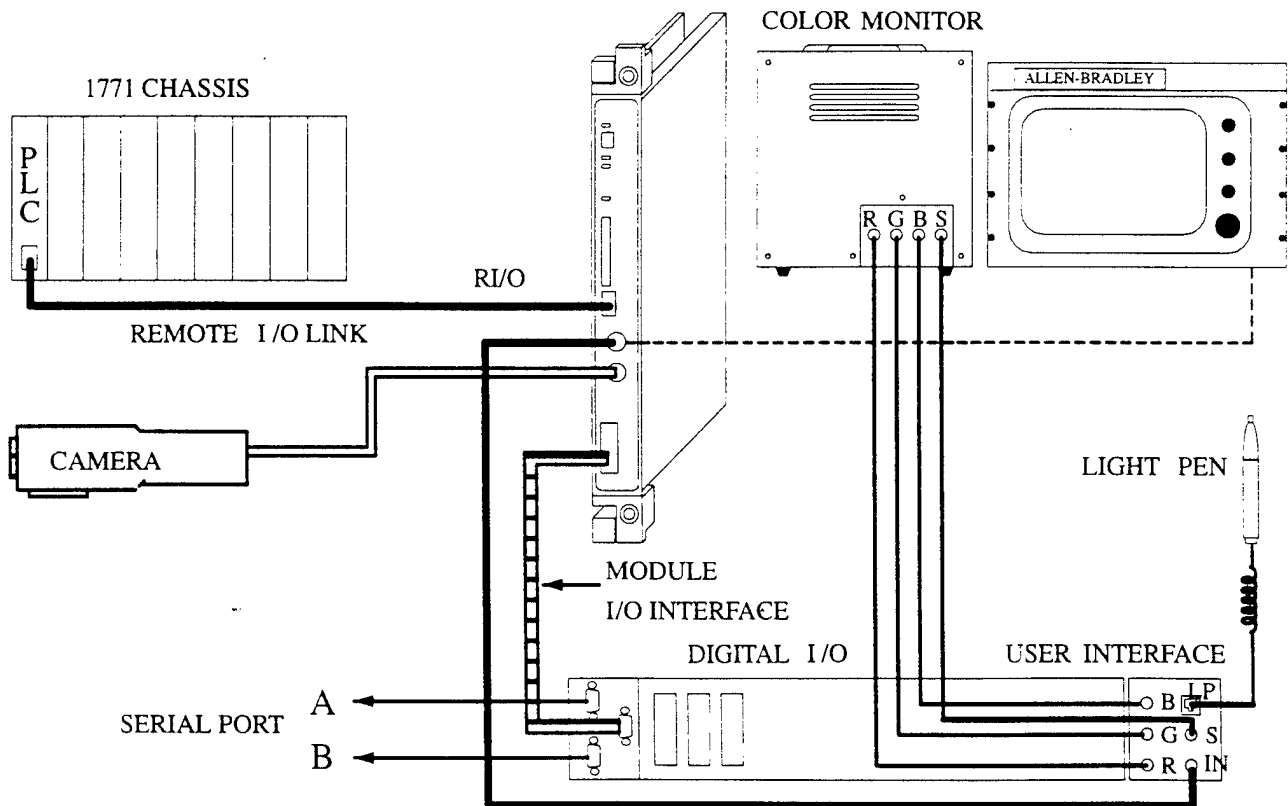 COLOR MONITOR
1771 CHASSIS
ALLEN-BRADLEY
PLC
R G B S
RI/O
REMOTE I/O LINK
CAMERA
LIGHT PEN
MODULE
I/O INTERFACE
DIGITAL I/O
USER INTERFACE
A
SERIAL PORT
B
B LP
G S
R IN